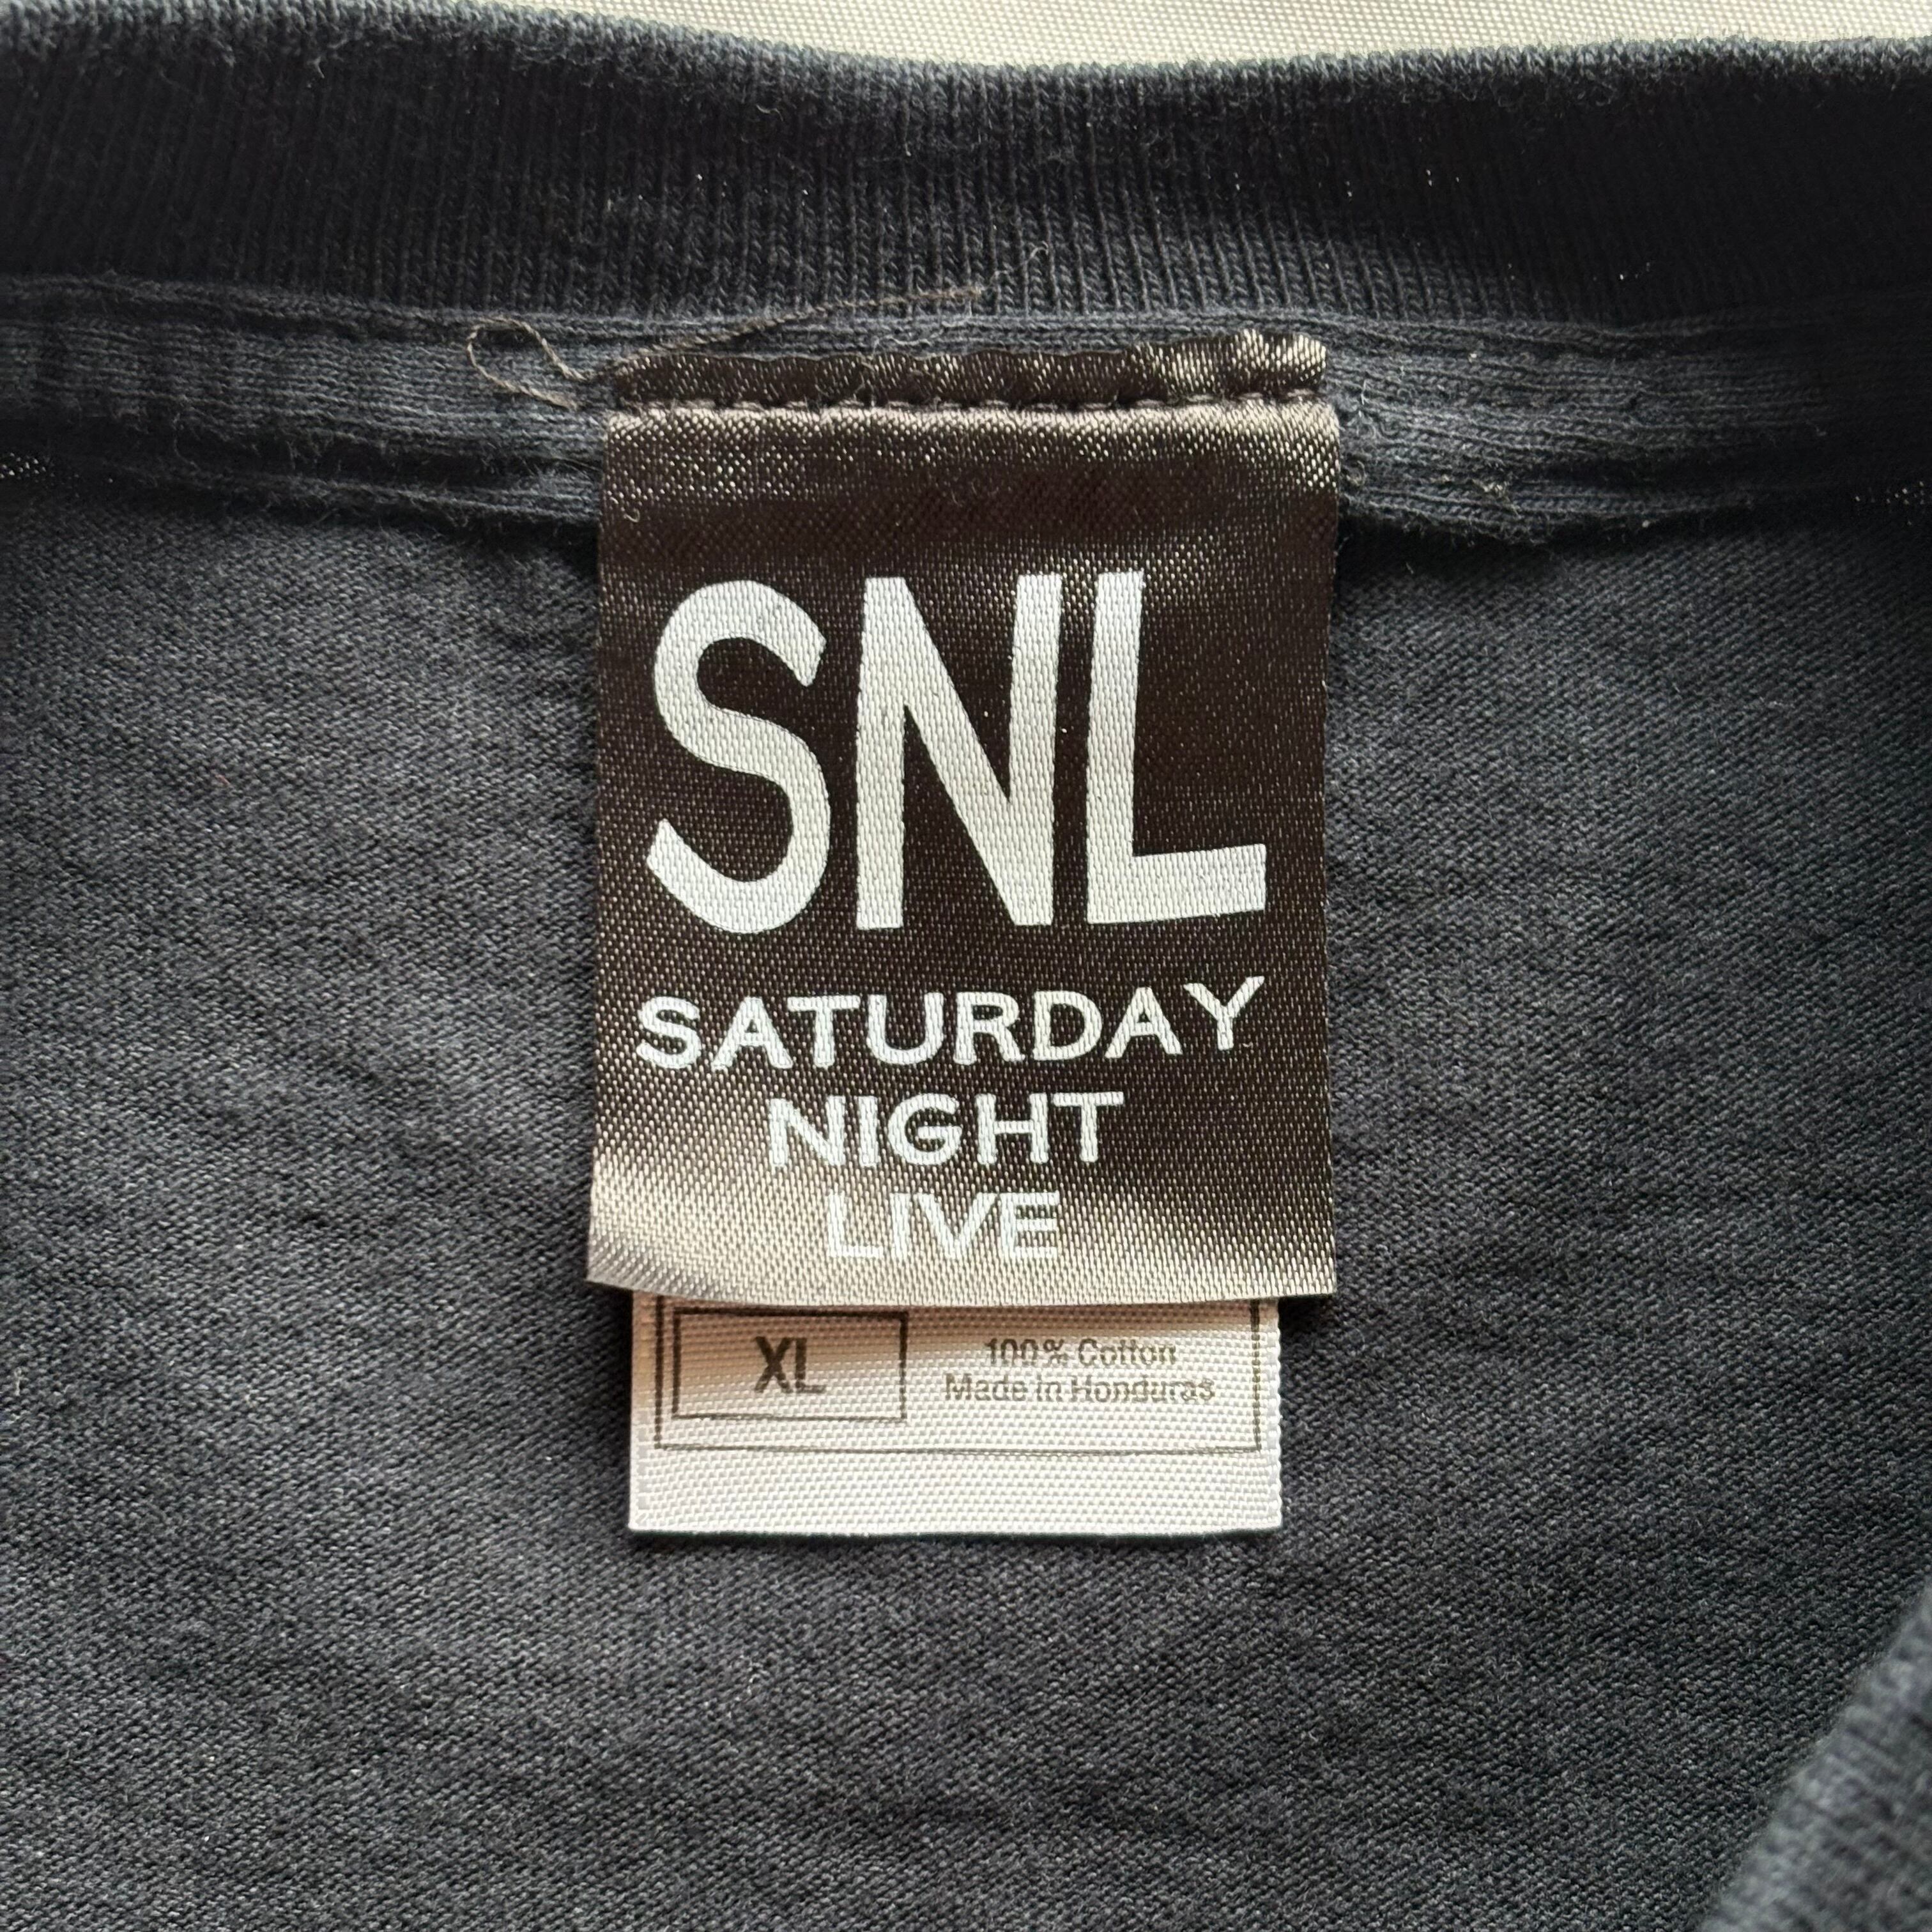 SNL
SATURDAY
NIGHT
LIVE
XL
100% Cotton
Made in Honduras